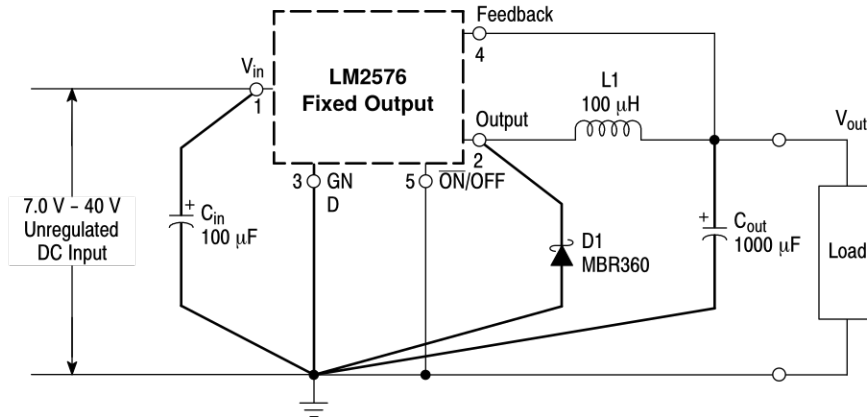 Feedback
4
V_in
1
LM2576
Fixed Output
Output
2
L1
100 μH
V_out
3 GN
D
5 ON/OFF
7.0 V – 40 V
Unregulated
DC Input
+
C_in
100 μF
D1
MBR360
+
C_out
1000 μF
Load